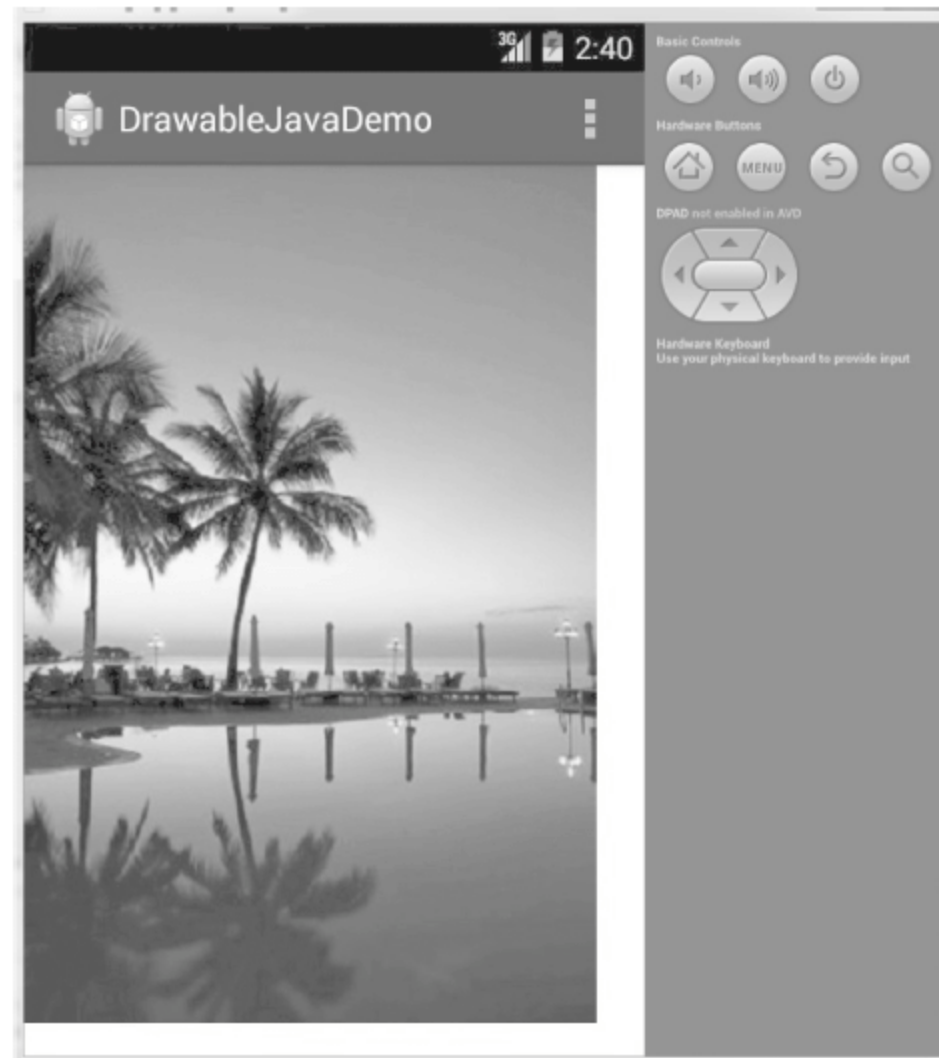 3G 2:40
DrawableJavaDemo
Basic Controls
Hardware Buttons
MENU
DPAD not enabled in AVD
Hardware Keyboard
Use your physical keyboard to provide input